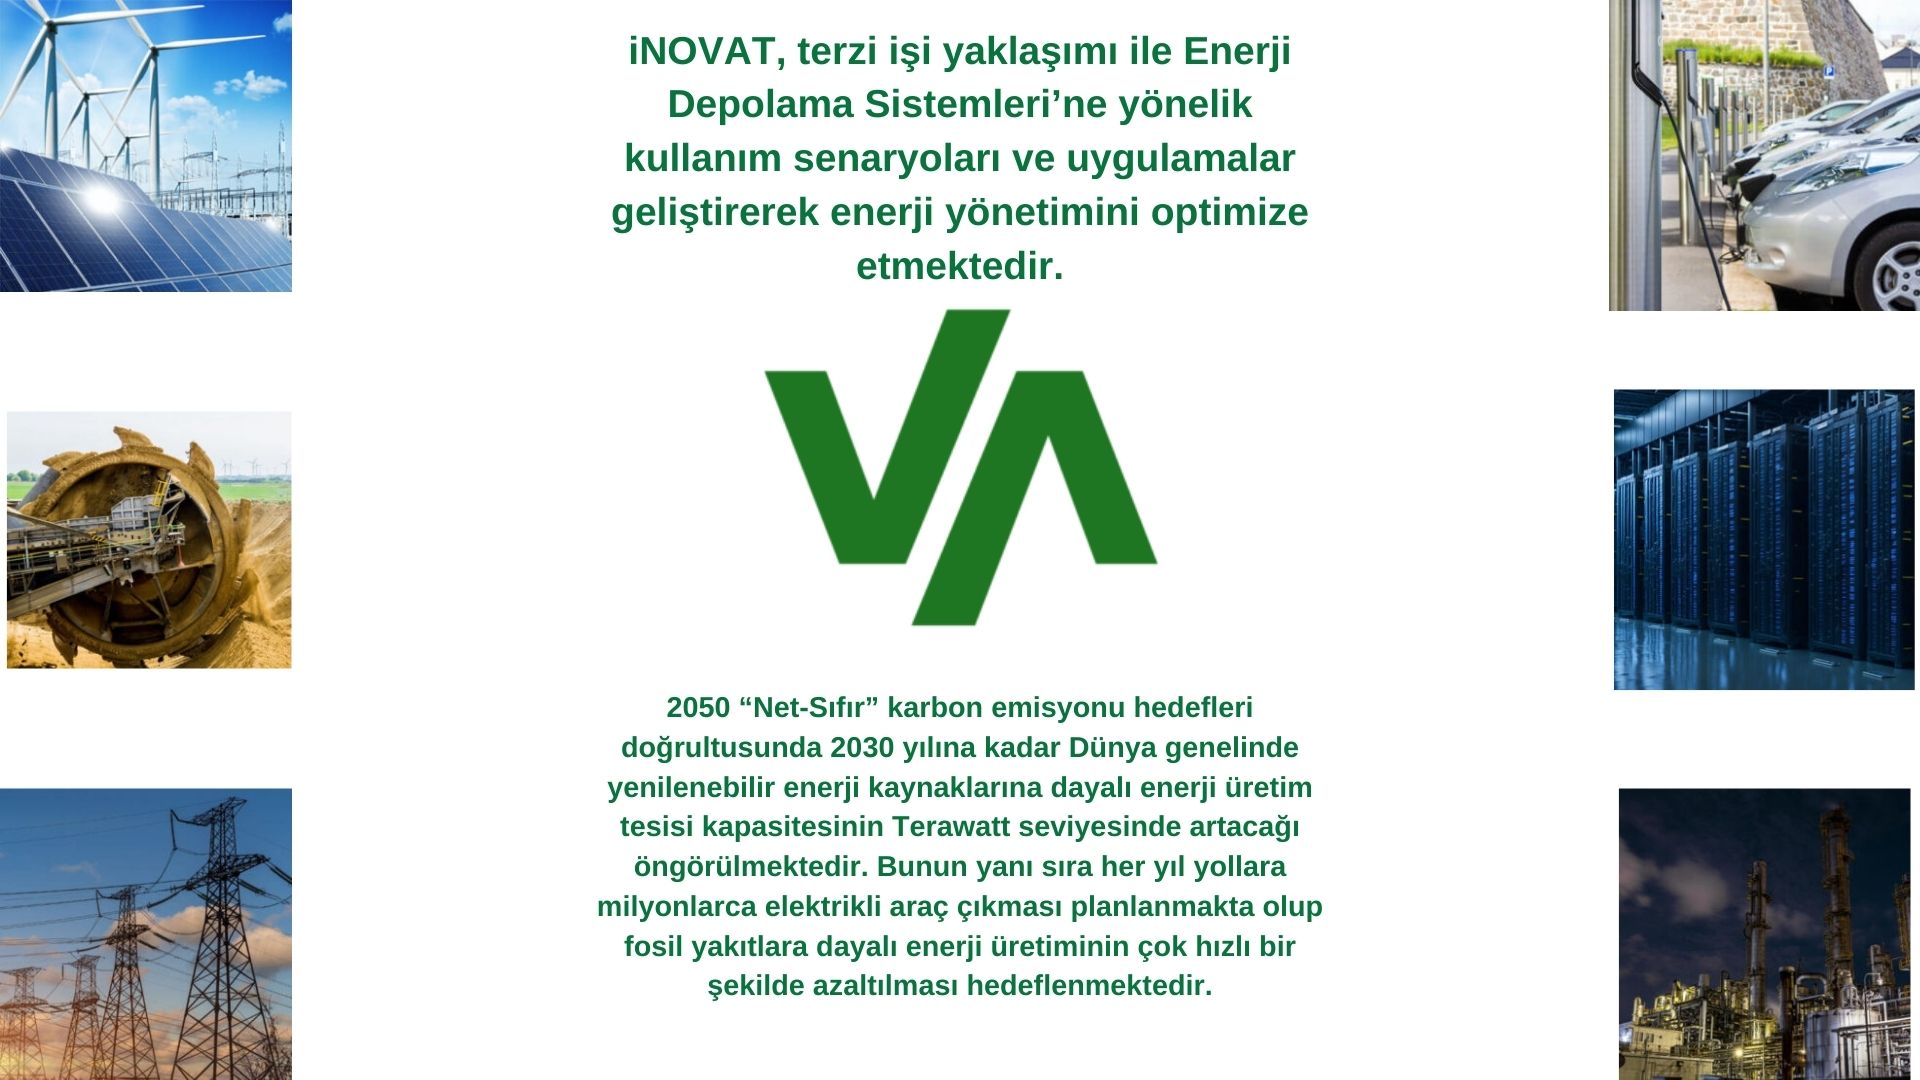 iNOVAT, terzi işi yaklaşımı ile Enerji
Depolama Sistemleri’ne yönelik
kullanım senaryoları ve uygulamalar
geliştirerek enerji yönetimini optimize
etmektedir.
2050 “Net-Sıfır” karbon emisyonu hedefleri
doğrultusunda 2030 yılına kadar Dünya genelinde
yenilenebilir enerji kaynaklarına dayalı enerji üretim
tesisi kapasitesinin Terawatt seviyesinde artacağı
öngörülmektedir. Bunun yanı sıra her yıl yollara
milyonlarca elektrikli araç çıkması planlanmakta olup
fosil yakıtlara dayalı enerji üretiminin çok hızlı bir
şekilde azaltılması hedeflenmektedir.